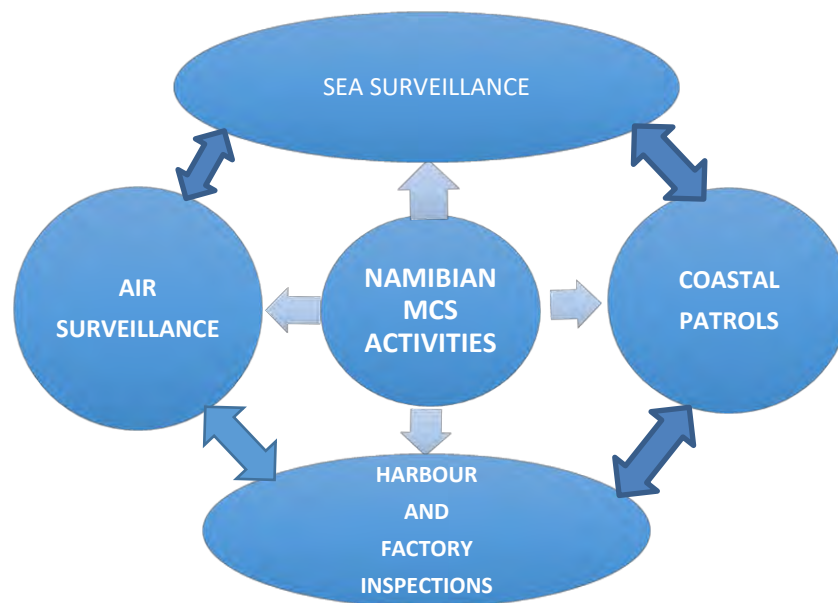 SEA SURVEILLANCE
AIR
SURVEILLANCE
NAMIBIAN
MCS
ACTIVITIES
COASTAL
PATROLS
HARBOUR
AND
FACTORY
INSPECTIONS